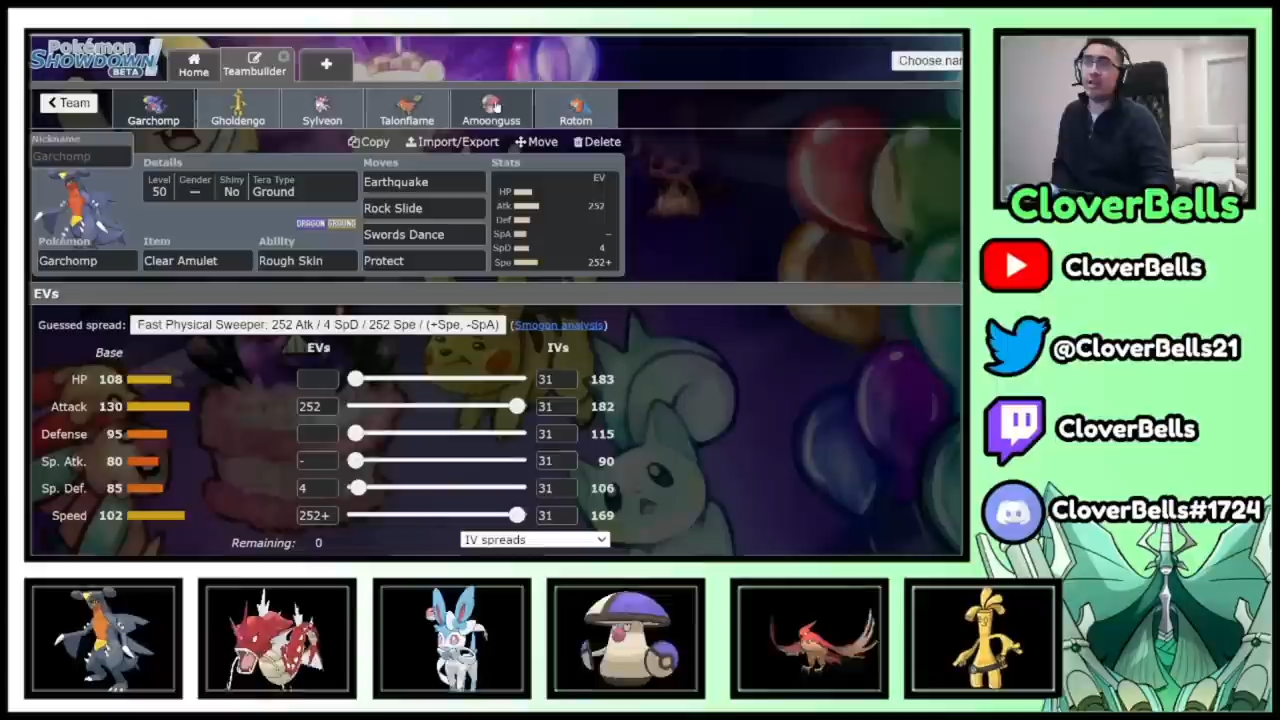 Pokémon
SHOWDOWN!
BETA
Home
Teambuilder
+
Choose nam
< Team
Garchomp
Gholdengo
Sylveon
Talonflame
Amoonguss
Rotom
Nickname
Garchomp
Copy
Import/Export
Move
Delete
Details
Moves
Stats
Level
Gender
Shiny
Tera Type
50
—
No
Ground
DRAGON
GROUND
Pokémon
Item
Ability
Garchomp
Clear Amulet
Rough Skin
Earthquake
Rock Slide
Swords Dance
Protect
EV
HP
Atk 252
Def
SpA –
SpD 4
Spe 252+
EVs
Guessed spread: Fast Physical Sweeper: 252 Atk / 4 SpD / 252 Spe / (+Spe, -SpA) (Smogon analysis)
Base EVs IVs
HP 108 31 183
Attack 130 252 31 182
Defense 95 31 115
Sp. Atk. 80 - 31 90
Sp. Def. 85 4 31 106
Speed 102 252+ 31 169
Remaining: 0
IV spreads
CloverBells
CloverBells
@CloverBells21
CloverBells
CloverBells#1724